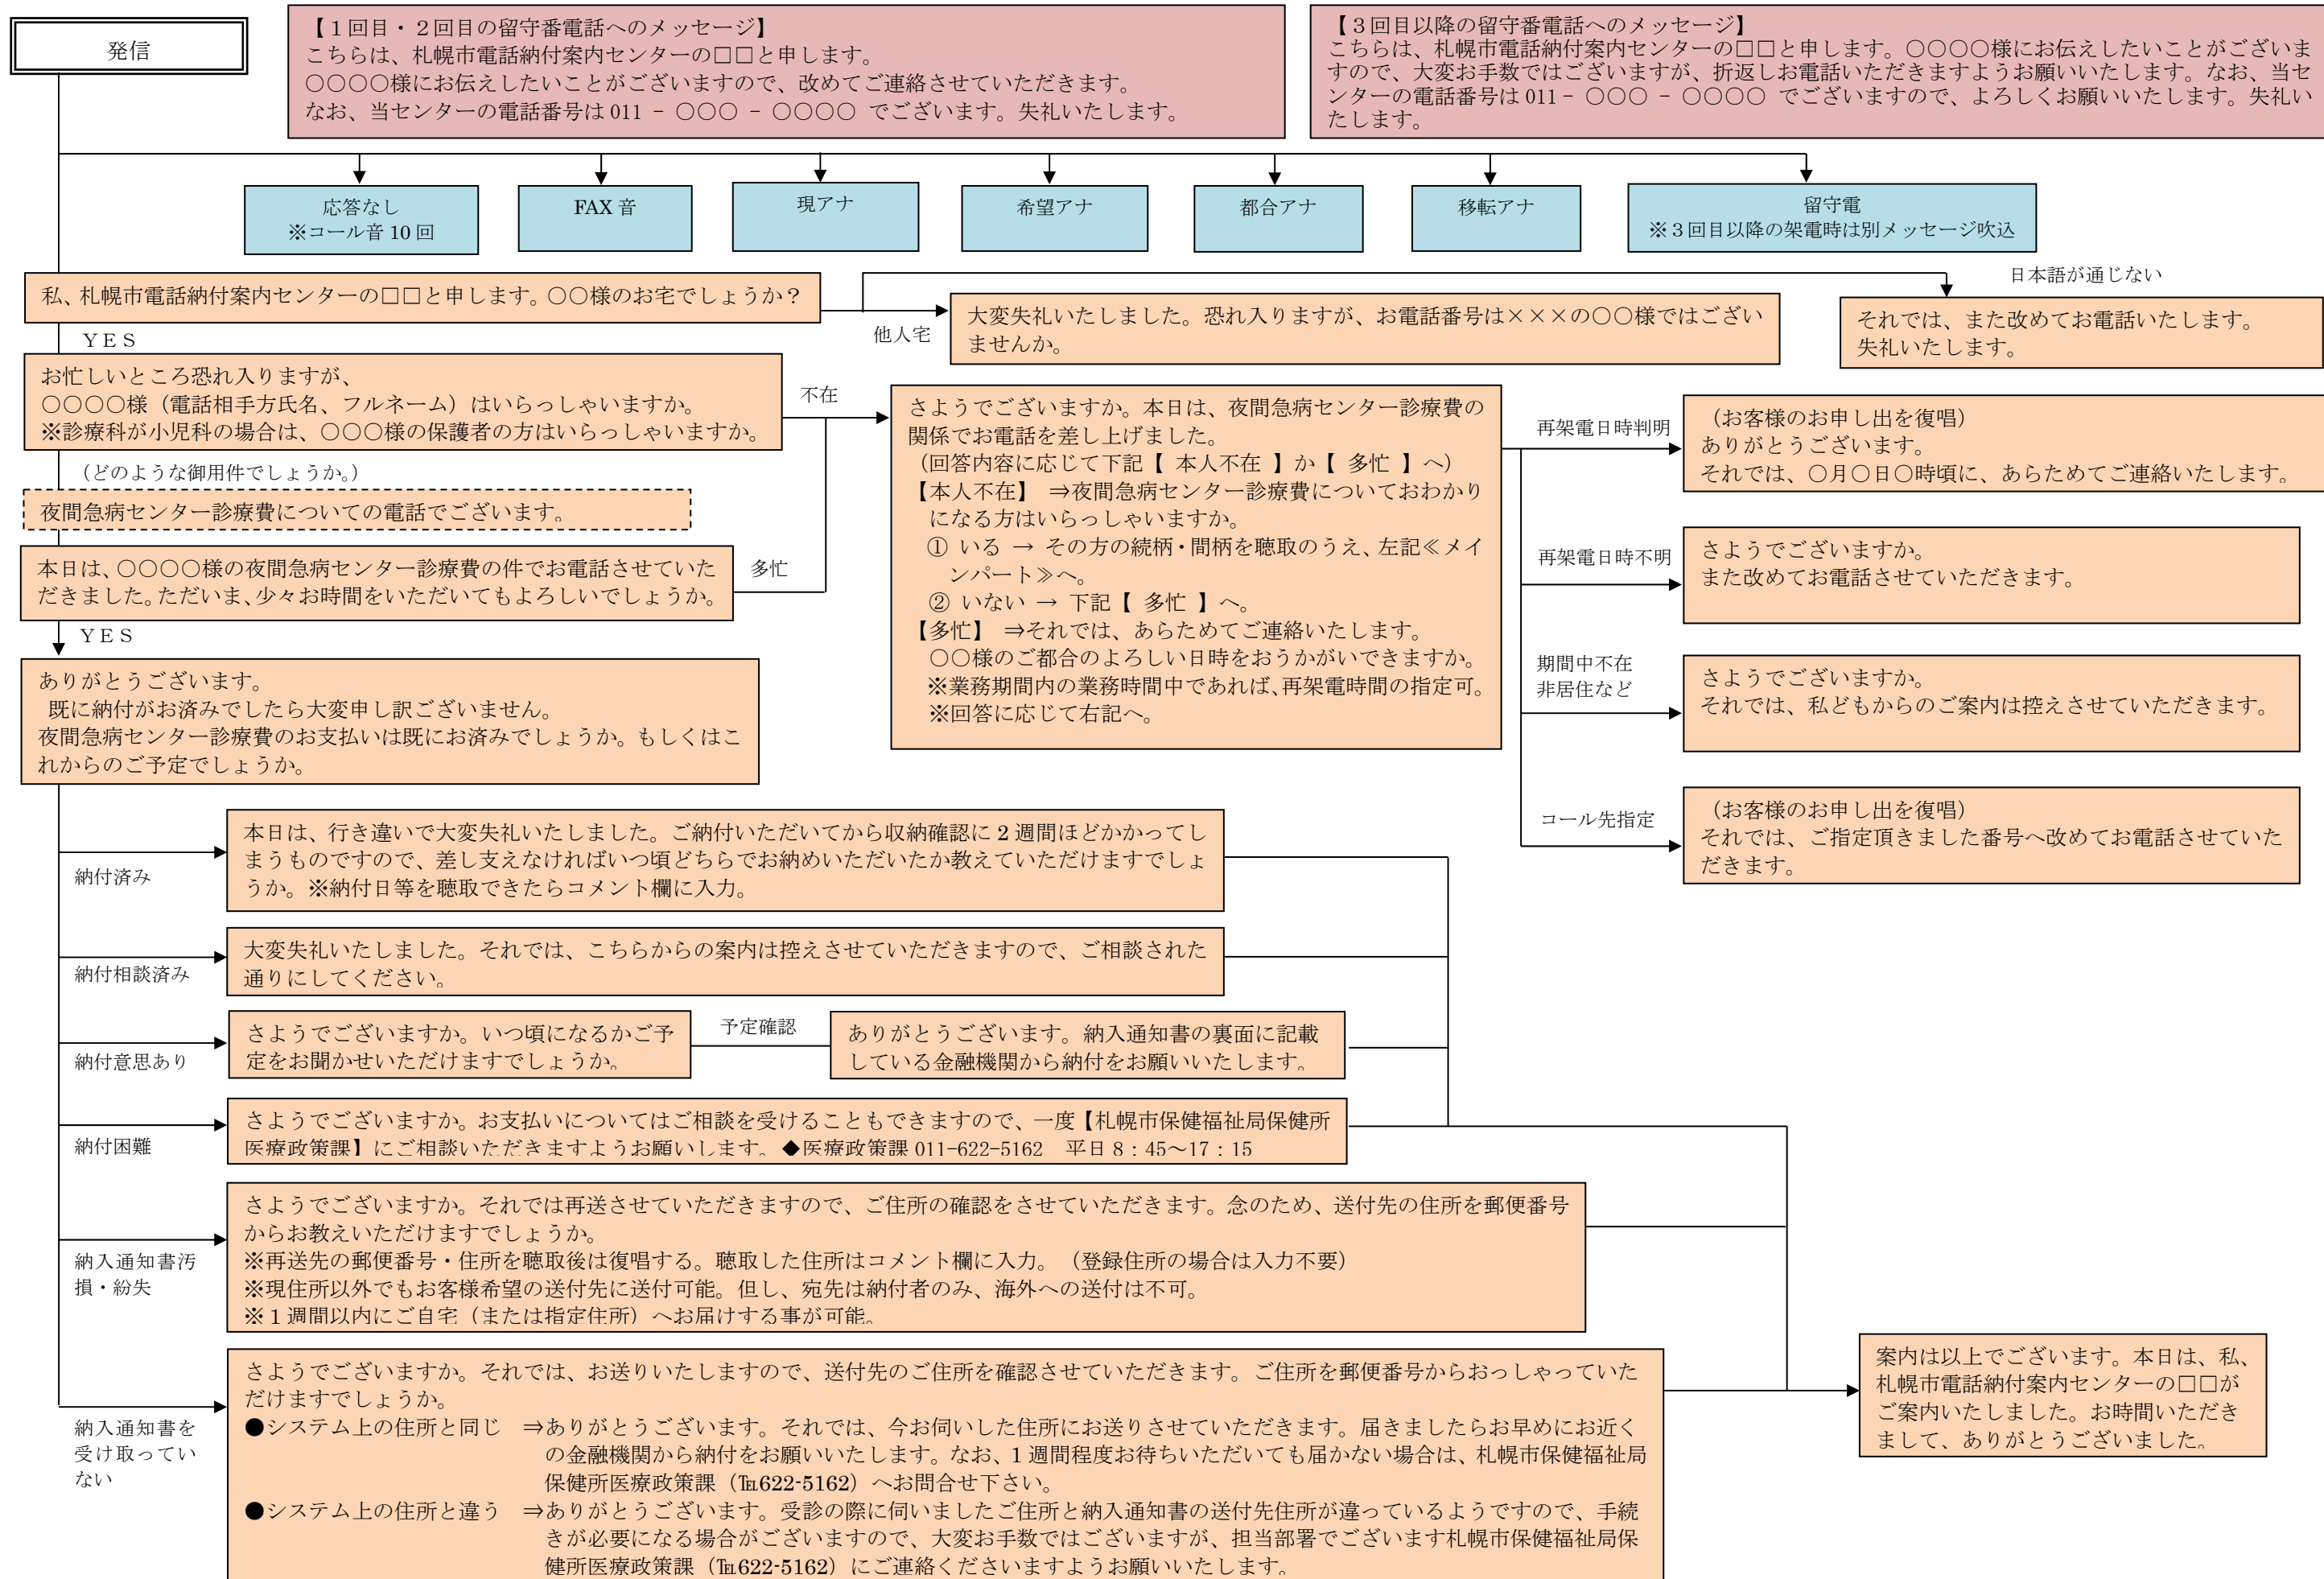 発信
【１回目・２回目の留守番電話へのメッセージ】
こちらは、札幌市電話納付案内センターの□□と申します。
○○○○様にお伝えしたいことがございますので、改めてご連絡させていただきます。
なお、当センターの電話番号は 011 － ○○○ － ○○○○ でございます。失礼いたします。
【３回目以降の留守番電話へのメッセージ】
こちらは、札幌市電話納付案内センターの□□と申します。○○○○様にお伝えしたいことがございま
すので、大変お手数ではございますが、折返しお電話いただきますようお願いいたします。なお、当セ
ンターの電話番号は 011－ ○○○ － ○○○○ でございますので、よろしくお願いいたします。失礼い
たします。
応答なし
※コール音 10 回
FAX 音
現アナ
希望アナ
都合アナ
移転アナ
留守電
※３回目以降の架電時は別メッセージ吹込
私、札幌市電話納付案内センターの□□と申します。○○様のお宅でしょうか？
他人宅
大変失礼いたしました。恐れ入りますが、お電話番号は×××の○○様ではござい
ませんか。
日本語が通じない
それでは、また改めてお電話いたします。
失礼いたします。
ＹＥＳ
お忙しいところ恐れ入りますが、
○○○○様（電話相手方氏名、フルネーム）はいらっしゃいますか。
※診療科が小児科の場合は、○○○様の保護者の方はいらっしゃいますか。
不在
（どのような御用件でしょうか。）
夜間急病センター診療費についての電話でございます。
本日は、○○○○様の夜間急病センター診療費の件でお電話させていた
だきました。ただいま、少々お時間をいただいてもよろしいでしょうか。
多忙
ＹＥＳ
さようでございますか。本日は、夜間急病センター診療費の
関係でお電話を差し上げました。
（回答内容に応じて下記【 本人不在 】か【 多忙 】へ）
【本人不在】 ⇒夜間急病センター診療費についておわかり
になる方はいらっしゃいますか。
① いる → その方の続柄・間柄を聴取のうえ、左記≪メイ
ンパート≫へ。
② いない → 下記【 多忙 】へ。
【多忙】 ⇒それでは、あらためてご連絡いたします。
○○様のご都合のよろしい日時をおうかがいできますか。
※業務期間内の業務時間中であれば、再架電時間の指定可。
※回答に応じて右記へ。
再架電日時判明
（お客様のお申し出を復唱）
ありがとうございます。
それでは、○月○日○時頃に、あらためてご連絡いたします。
再架電日時不明
さようでございますか。
また改めてお電話させていただきます。
期間中不在
非居住など
さようでございますか。
それでは、私どもからのご案内は控えさせていただきます。
コール先指定
（お客様のお申し出を復唱）
それでは、ご指定頂きました番号へ改めてお電話させていた
だきます。
ありがとうございます。
既に納付がお済みでしたら大変申し訳ございません。
夜間急病センター診療費のお支払いは既にお済みでしょうか。もしくはこ
れからのご予定でしょうか。
納付済み
本日は、行き違いで大変失礼いたしました。ご納付いただいてから収納確認に 2 週間ほどかかってし
まうものですので、差し支えなければいつ頃どちらでお納めいただいたか教えていただけますでしょ
うか。※納付日等を聴取できたらコメント欄に入力。
納付相談済み
大変失礼いたしました。それでは、こちらからの案内は控えさせていただきますので、ご相談された
通りにしてください。
納付意思あり
さようでございますか。いつ頃になるかご予
定をお聞かせいただけますでしょうか。
予定確認
ありがとうございます。納入通知書の裏面に記載
している金融機関から納付をお願いいたします。
納付困難
さようでございますか。お支払いについてはご相談を受けることもできますので、一度【札幌市保健福祉局保健所
医療政策課】にご相談いただきますようお願いします。◆医療政策課 011-622-5162　平日 8：45～17：15
納入通知書汚
損・紛失
さようでございますか。それでは再送させていただきますので、ご住所の確認をさせていただきます。念のため、送付先の住所を郵便番号
からお教えいただけますでしょうか。
※再送先の郵便番号・住所を聴取後は復唱する。聴取した住所はコメント欄に入力。（登録住所の場合は入力不要）
※現住所以外でもお客様希望の送付先に送付可能。但し、宛先は納付者のみ、海外への送付は不可。
※１週間以内にご自宅（または指定住所）へお届けする事が可能。
納入通知書を
受け取ってい
ない
さようでございますか。それでは、お送りいたしますので、送付先のご住所を確認させていただきます。ご住所を郵便番号からおっしゃっていた
だけますでしょうか。
●システム上の住所と同じ　⇒ありがとうございます。それでは、今お伺いした住所にお送りさせていただきます。届きましたらお早めにお近く
の金融機関から納付をお願いいたします。なお、1 週間程度お待ちいただいても届かない場合は、札幌市保健福祉局
保健所医療政策課（℡622-5162）へお問合せ下さい。
●システム上の住所と違う　⇒ありがとうございます。受診の際に伺いましたご住所と納入通知書の送付先住所が違っているようですので、手続
きが必要になる場合がございますので、大変お手数ではございますが、担当部署でございます札幌市保健福祉局保
健所医療政策課（℡622-5162）にご連絡くださいますようお願いいたします。
案内は以上でございます。本日は、私、
札幌市電話納付案内センターの□□が
ご案内いたしました。お時間いただき
まして、ありがとうございました。